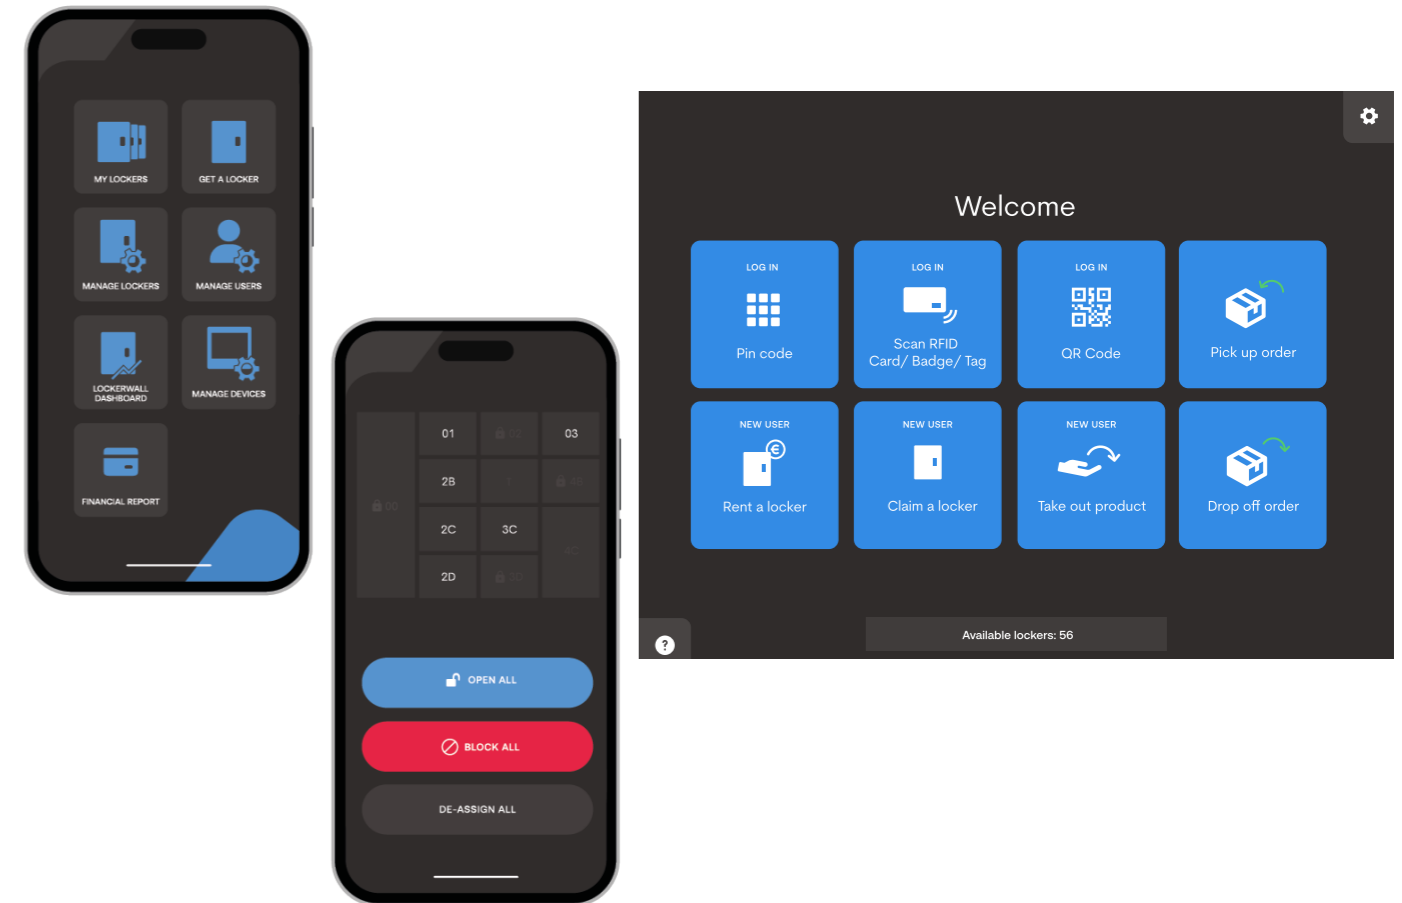 MY LOCKERS
GET A LOCKER
MANAGE LOCKERS
MANAGE USERS
LOCKERWALL
DASHBOARD
MANAGE DEVICES
FINANCIAL REPORT
01
03
2B
00
2C
3C
2D
OPEN ALL
BLOCK ALL
DE-ASSIGN ALL
Welcome
LOG IN
Pin code
LOG IN
Scan RFID
Card/ Badge/ Tag
LOG IN
QR Code
Pick up order
NEW USER
€
Rent a locker
NEW USER
Claim a locker
NEW USER
Take out product
Drop off order
?
Available lockers: 56